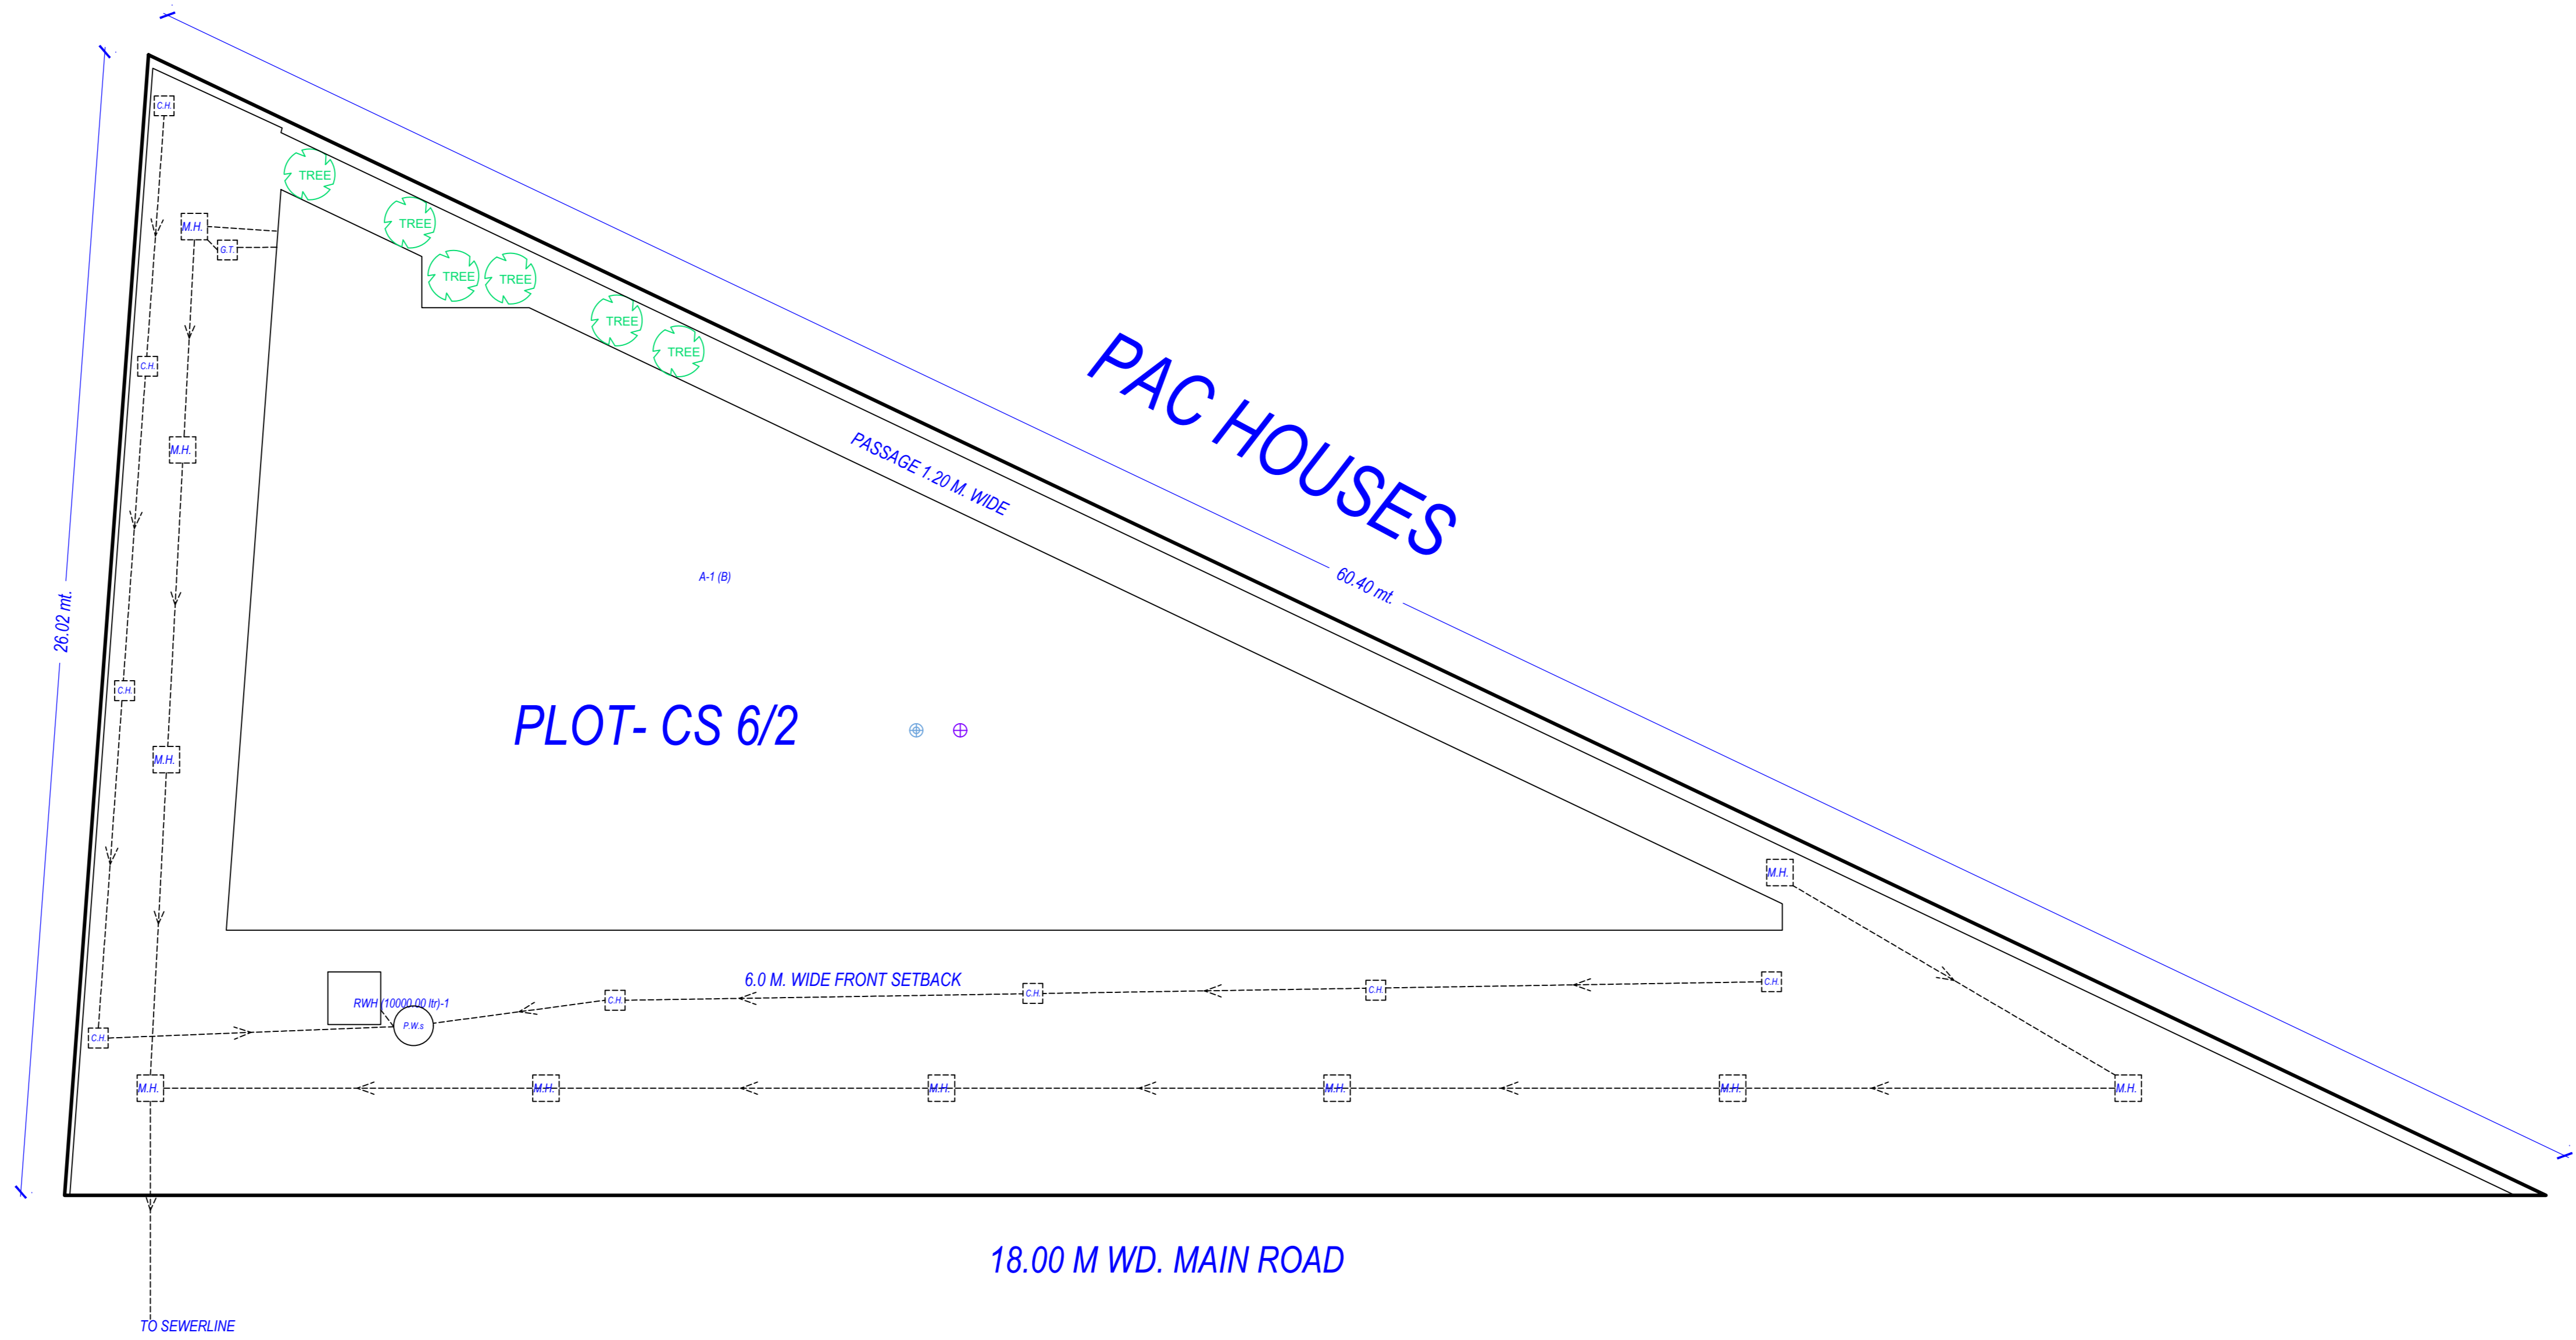 C.H.
TREE
M.H.
TREE
G.T.
TREE
TREE
TREE
TREE
C.H.
PAC HOUSES
M.H.
PASSAGE 1.20 M. WIDE
60.40 mt.
A-1 (B)
26.02 mt.
C.H.
PLOT- CS 6/2
M.H.
M.H.
6.0 M. WIDE FRONT SETBACK
C.H.
C.H.
C.H.
C.H.
RWH (10000.00 ltr)-1
P.W.s
C.H.
M.H.
M.H.
M.H.
M.H.
M.H.
M.H.
18.00 M WD. MAIN ROAD
TO SEWERLINE